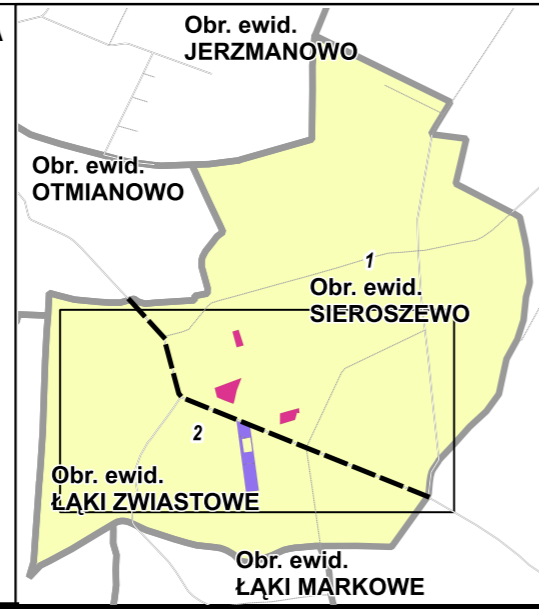 A
Obr. ewid.
JERZMANOWO
Obr. ewid.
OTMIANOWO
1
Obr. ewid.
SIEROSZEWO
2
Obr. ewid.
ŁĄKI ZWIASTOWE
Obr. ewid.
ŁĄKI MARKOWE